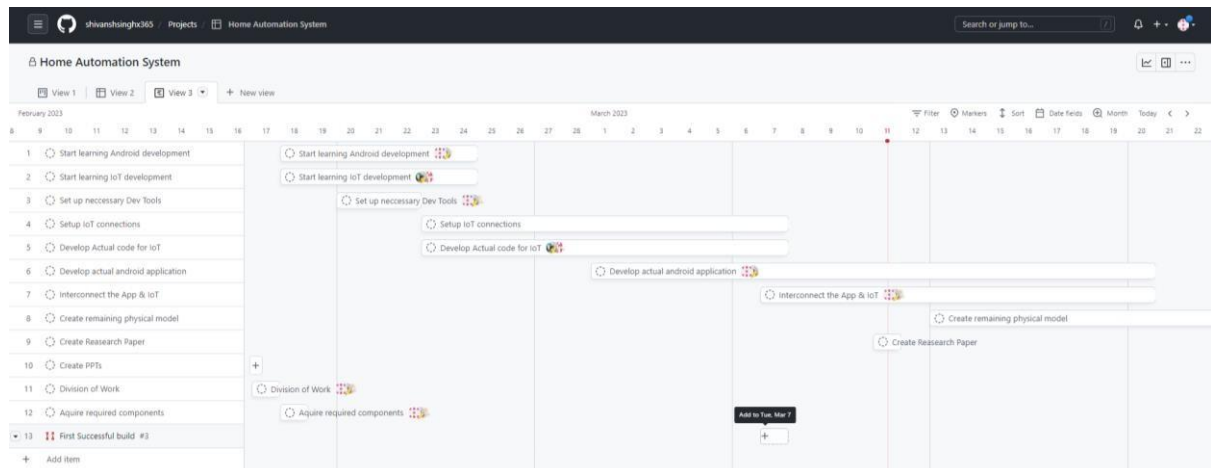 shivanshsinghx365 / Projects / Home Automation System Search or jump to... /
Home Automation System
View 1 View 2 View 3 + New view
February 2023 March 2023 Filter Markers Sort Date fields Month Today
8 9 10 11 12 13 14 15 16 17 18 19 20 21 22 23 24 25 26 27 28 1 2 3 4 5 6 7 8 9 10 11 12 13 14 15 16 17 18 19 20 21 22
1 Start learning Android development Start learning Android development
2 Start learning IoT development Start learning IoT development
3 Set up neccessary Dev Tools Set up neccessary Dev Tools
4 Setup IoT connections Setup IoT connections
5 Develop Actual code for IoT Develop Actual code for IoT
6 Develop actual android application Develop actual android application
7 Interconnect the App & IoT Interconnect the App & IoT
8 Create remaining physical model Create remaining physical model
9 Create Reasearch Paper Create Reasearch Paper
10 Create PPTs +
11 Division of Work Division of Work
12 Aquire required components Aquire required components
Add to Tue, Mar 7
13 First Successful build #3 +
+ Add item